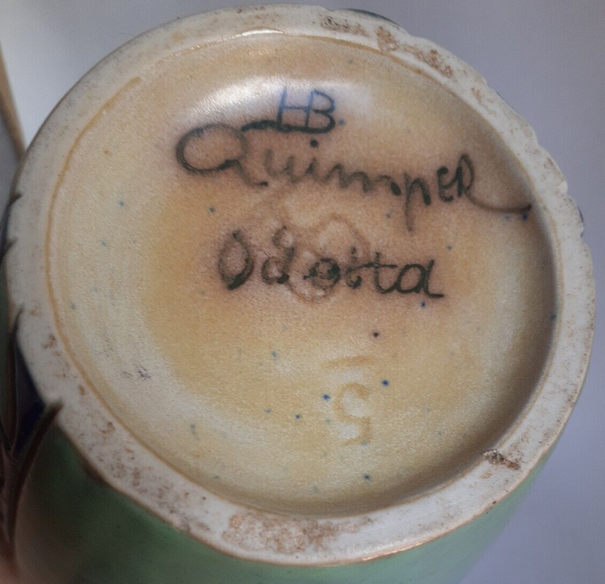 HB.
QuimpER
Odetta
5